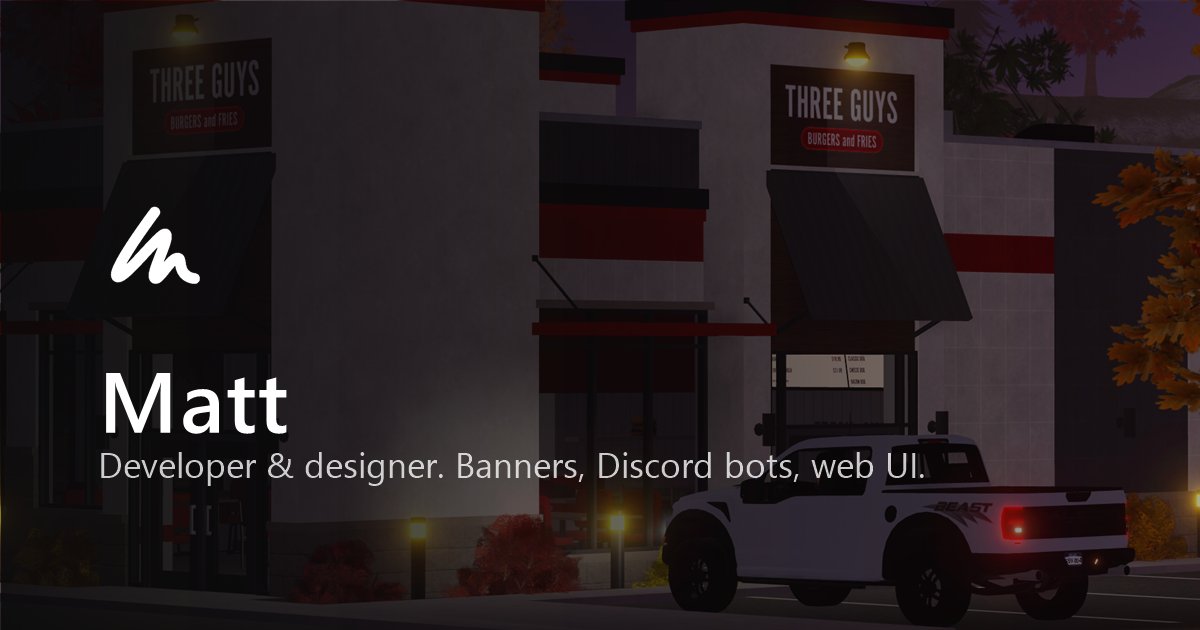 THREE GUYS
BURGERS and FRIES
THREE GUYS
BURGERS and FRIES
Matt
Developer & designer. Banners, Discord bots, web UI.
BEAST